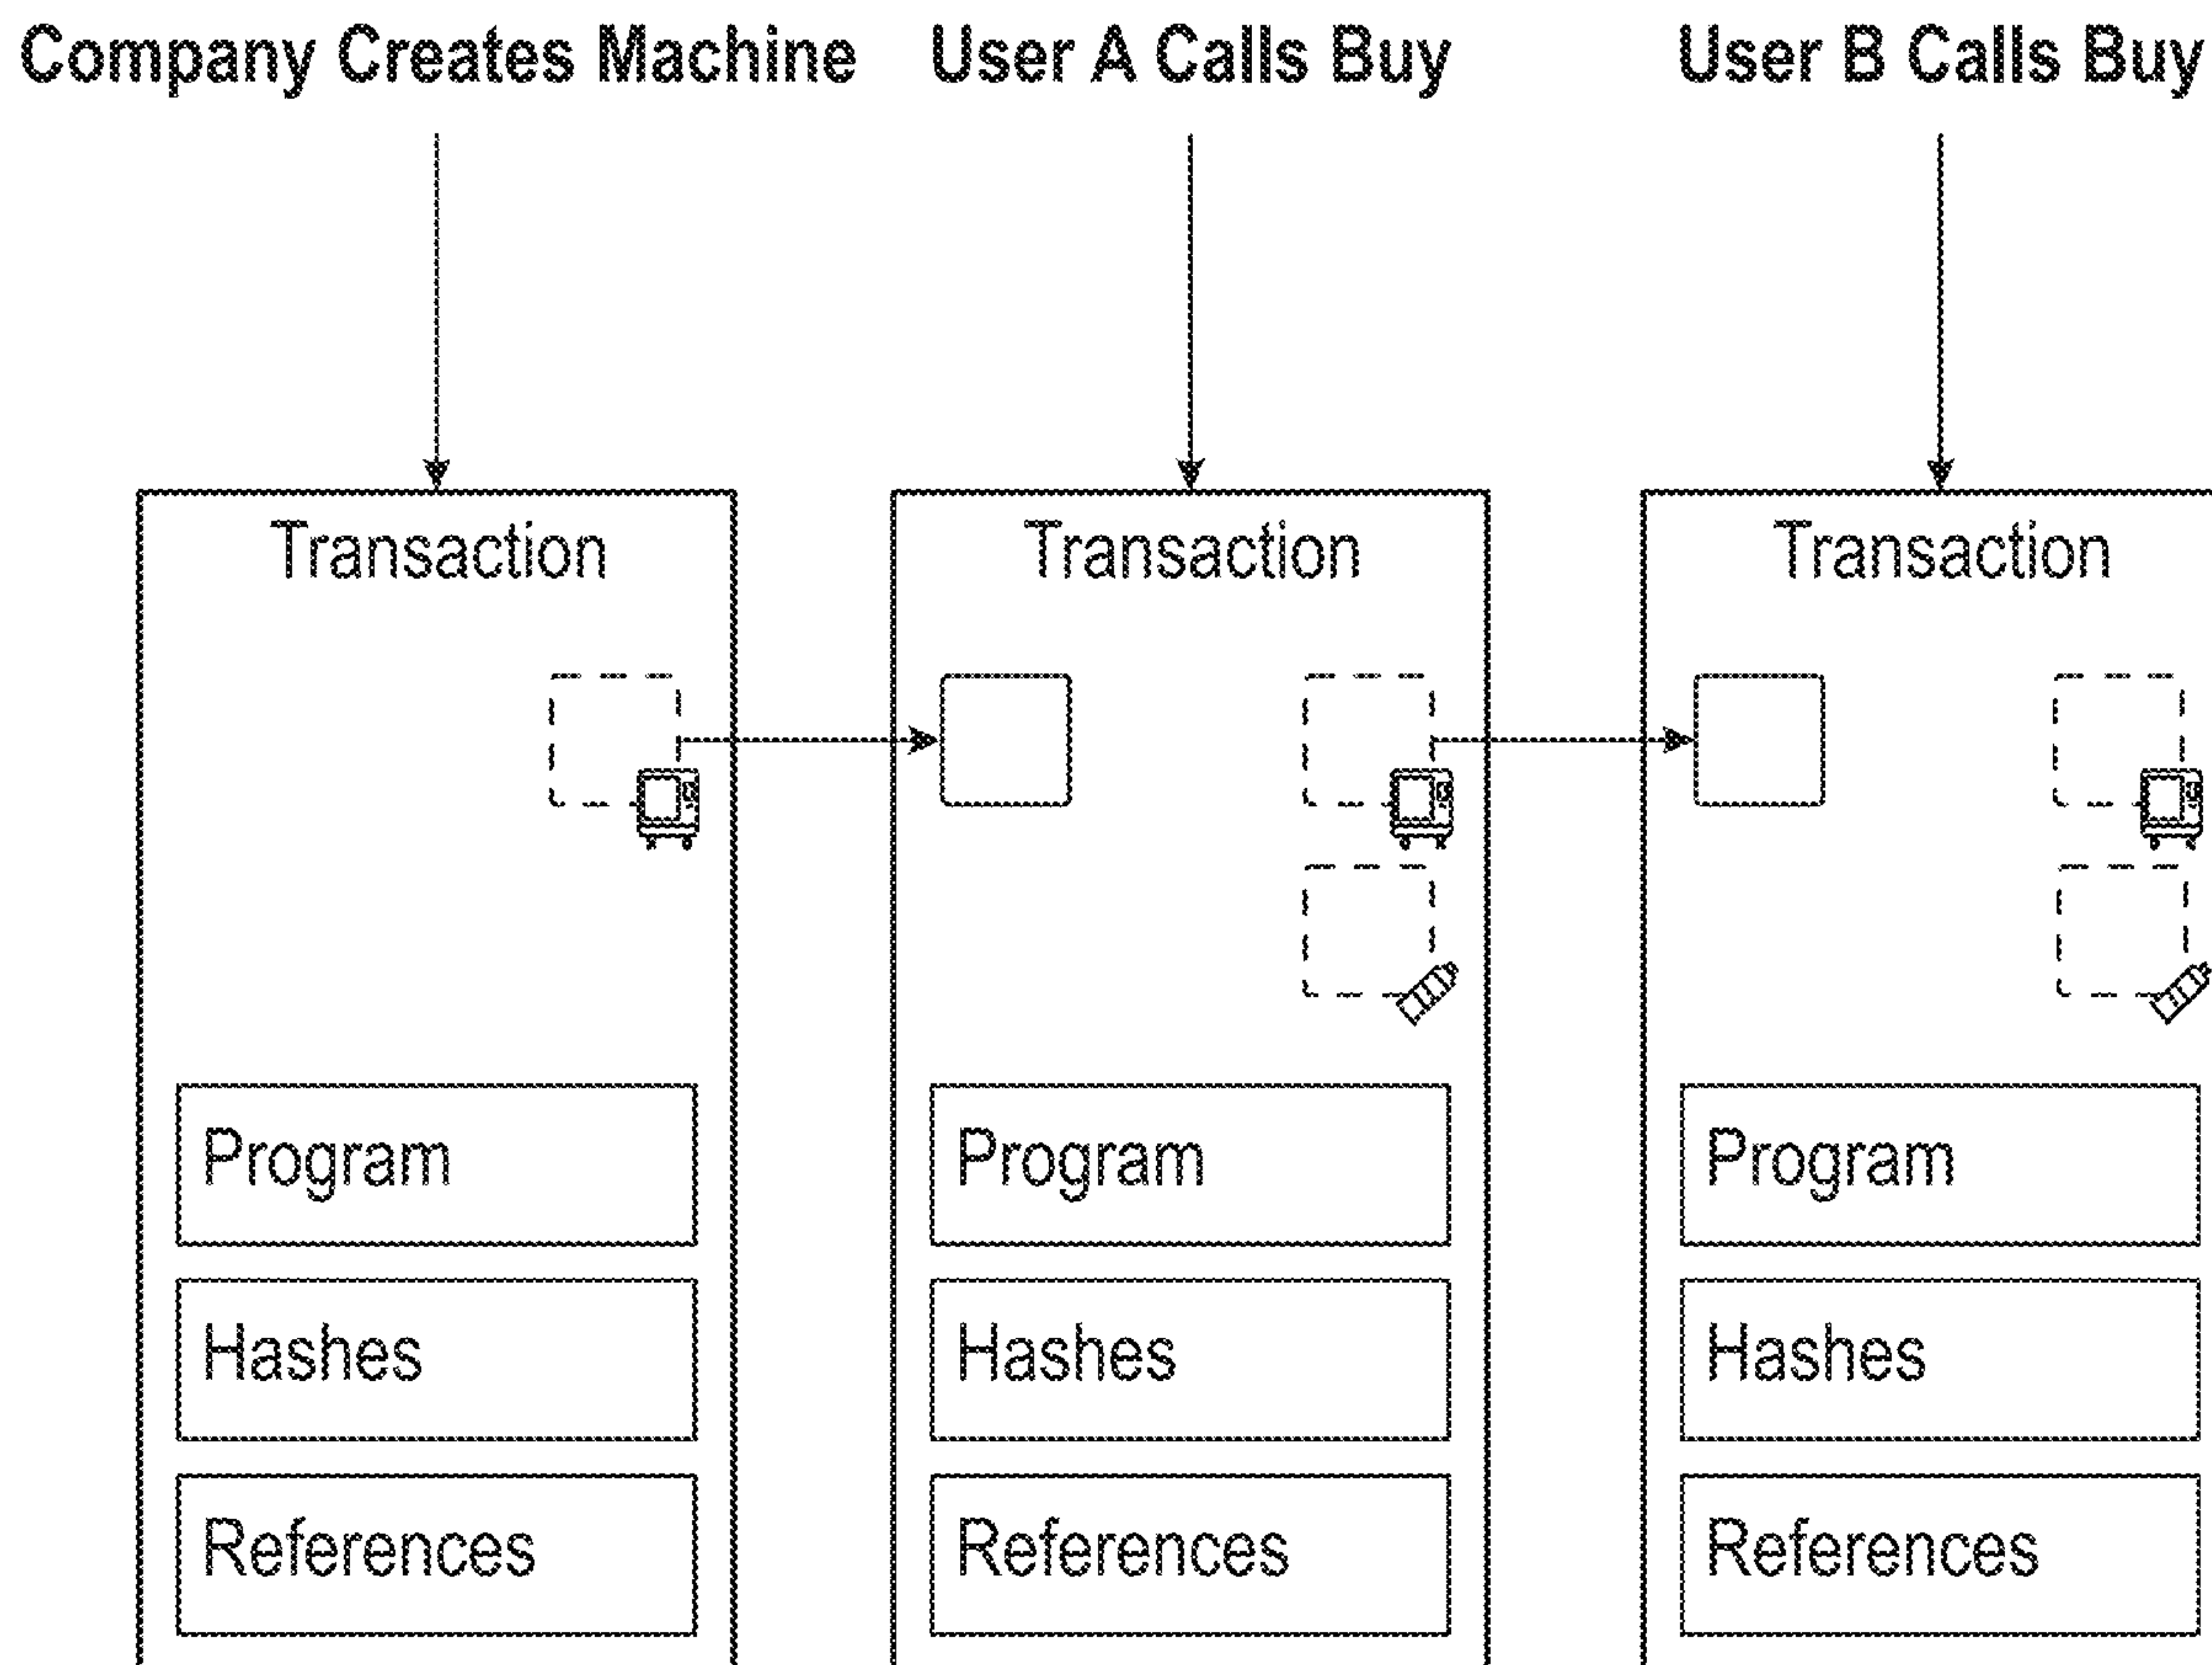 Company Creates Machine
User A Calls Buy
User B Calls Buy
Transaction
Transaction
Transaction
Program
Program
Program
Hashes
Hashes
Hashes
References
References
References